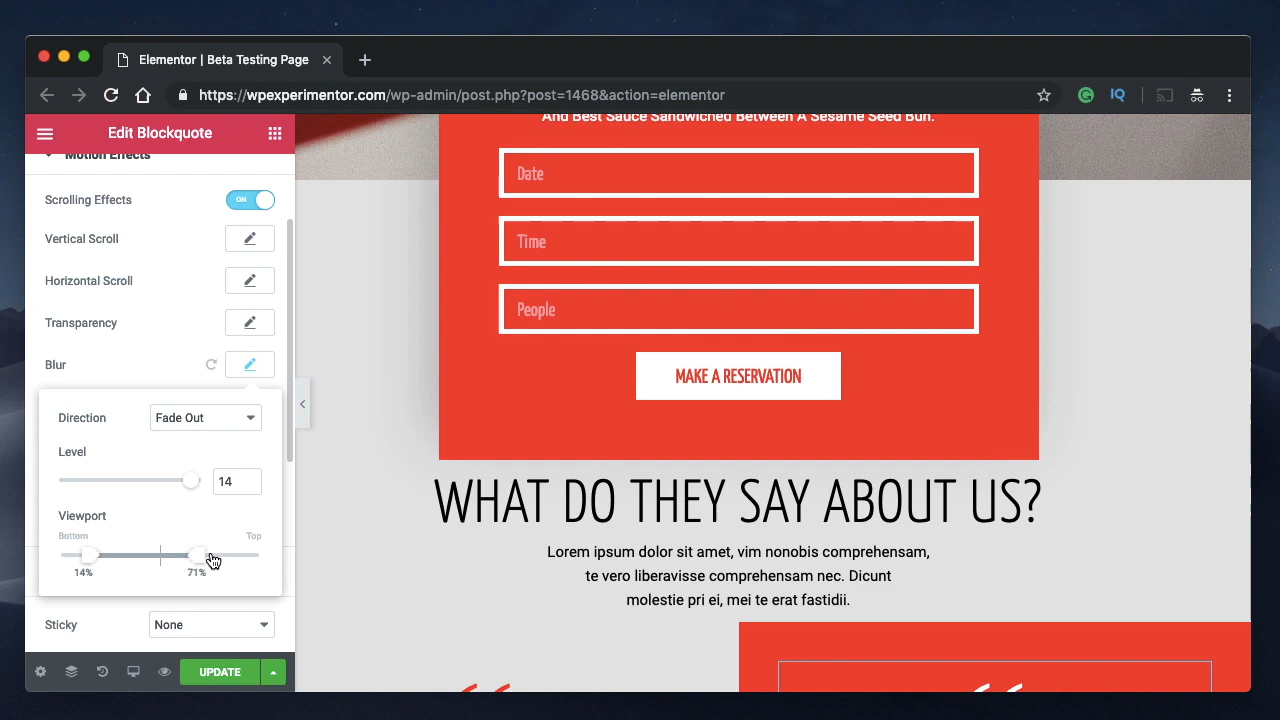 Elementor | Beta Testing Page
https://wpexperimentor.com/wp-admin/post.php?post=1468&action=elementor
IQ
Edit Blockquote
Motion Effects
Scrolling Effects
ON
Vertical Scroll
Horizontal Scroll
Transparency
Blur
Direction
Fade Out
Level
14
Viewport
Bottom
Top
14%
71%
Sticky
None
UPDATE
And Best Sauce Sandwiched Between A Sesame Seed Bun.
Date
Time
People
MAKE A RESERVATION
WHAT DO THEY SAY ABOUT US?
Lorem ipsum dolor sit amet, vim nonobis comprehensam,
te vero liberavisse comprehensam nec. Dicunt
molestie pri ei, mei te erat fastidii.